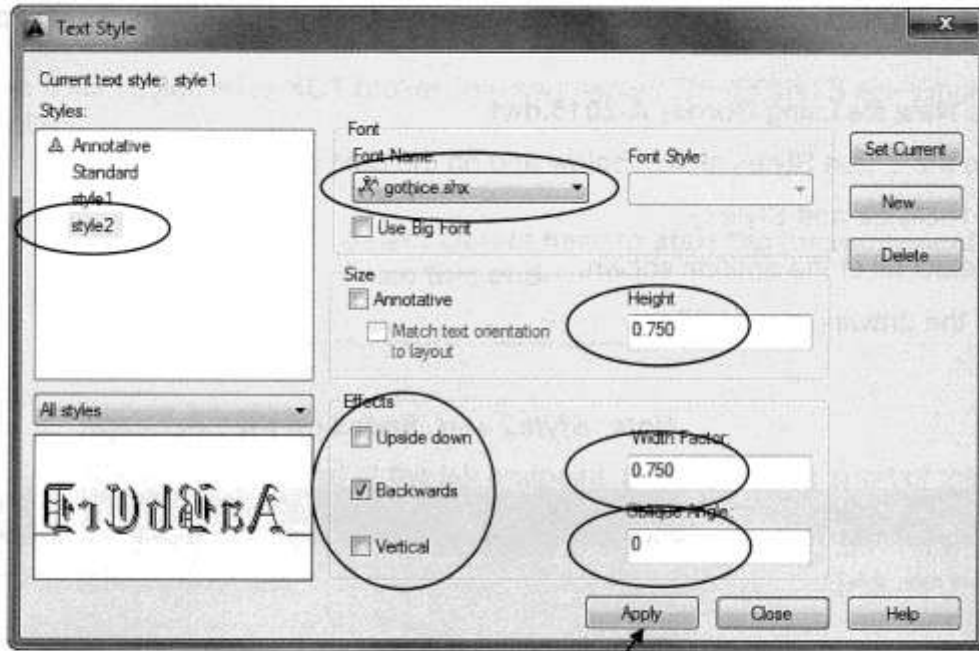 Text Style
Current text style: style1
Styles:
Annotative
Standard
style1
style2
Font
Font Name:
gothice.shx
Font Style:
Use Big Font
Set Current
New...
Delete
Size
Annotative
Match text orientation
to layout
Height
0.750
All styles
Effects
Upside down
Backwards
Vertical
Width Factor:
0.750
Oblique Angle:
0
Apply
Close
Help